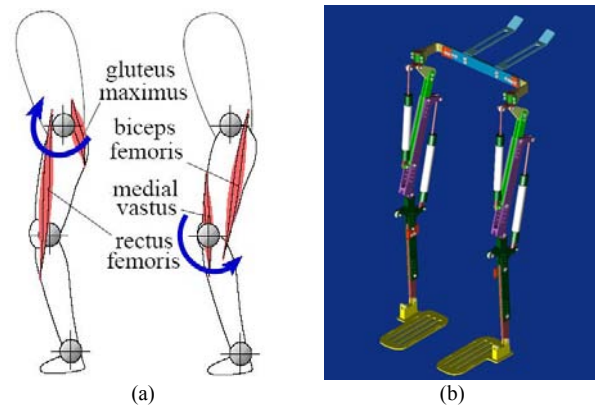 gluteus
maximus
biceps
femoris
medial
vastus
rectus
femoris
(a)
(b)